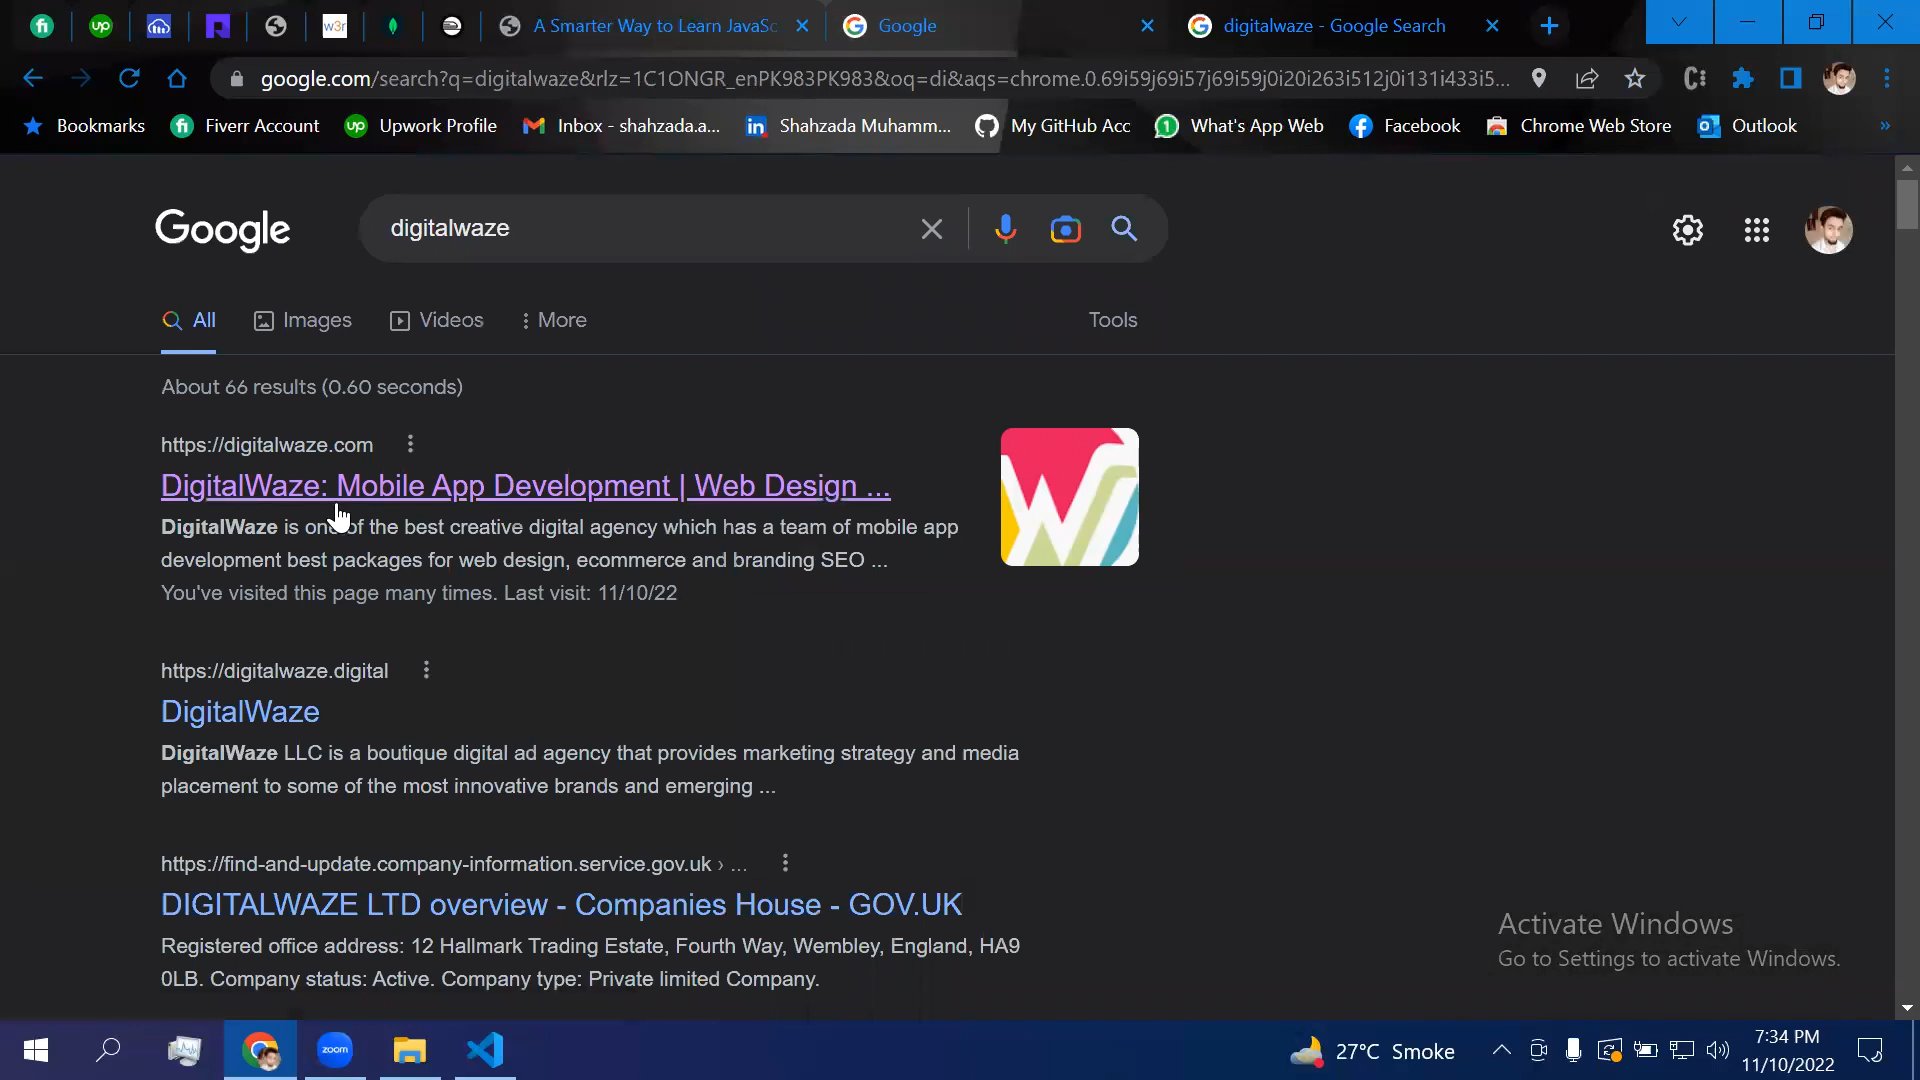 A Smarter Way to Learn JavaSc
Google
digitalwaze - Google Search
google.com/search?q=digitalwaze&rlz=1C1ONGR_enPK983PK983&oq=di&aqs=chrome.0.69i59j69i57j69i59j0i20i263i512j0i131i433i5...
Bookmarks
Fiverr Account
Upwork Profile
Inbox - shahzada.a...
Shahzada Muhamm...
My GitHub Acc
What's App Web
Facebook
Chrome Web Store
Outlook
»
Google
digitalwaze
All
Images
Videos
More
Tools
About 66 results (0.60 seconds)
https://digitalwaze.com
DigitalWaze: Mobile App Development | Web Design ...
DigitalWaze is one of the best creative digital agency which has a team of mobile app
development best packages for web design, ecommerce and branding SEO ...
You've visited this page many times. Last visit: 11/10/22
https://digitalwaze.digital
DigitalWaze
DigitalWaze LLC is a boutique digital ad agency that provides marketing strategy and media
placement to some of the most innovative brands and emerging ...
https://find-and-update.company-information.service.gov.uk › ...
DIGITALWAZE LTD overview - Companies House - GOV.UK
Registered office address: 12 Hallmark Trading Estate, Fourth Way, Wembley, England, HA9
0LB. Company status: Active. Company type: Private limited Company.
Activate Windows
Go to Settings to activate Windows.
zoom
27°C Smoke
7:34 PM
11/10/2022